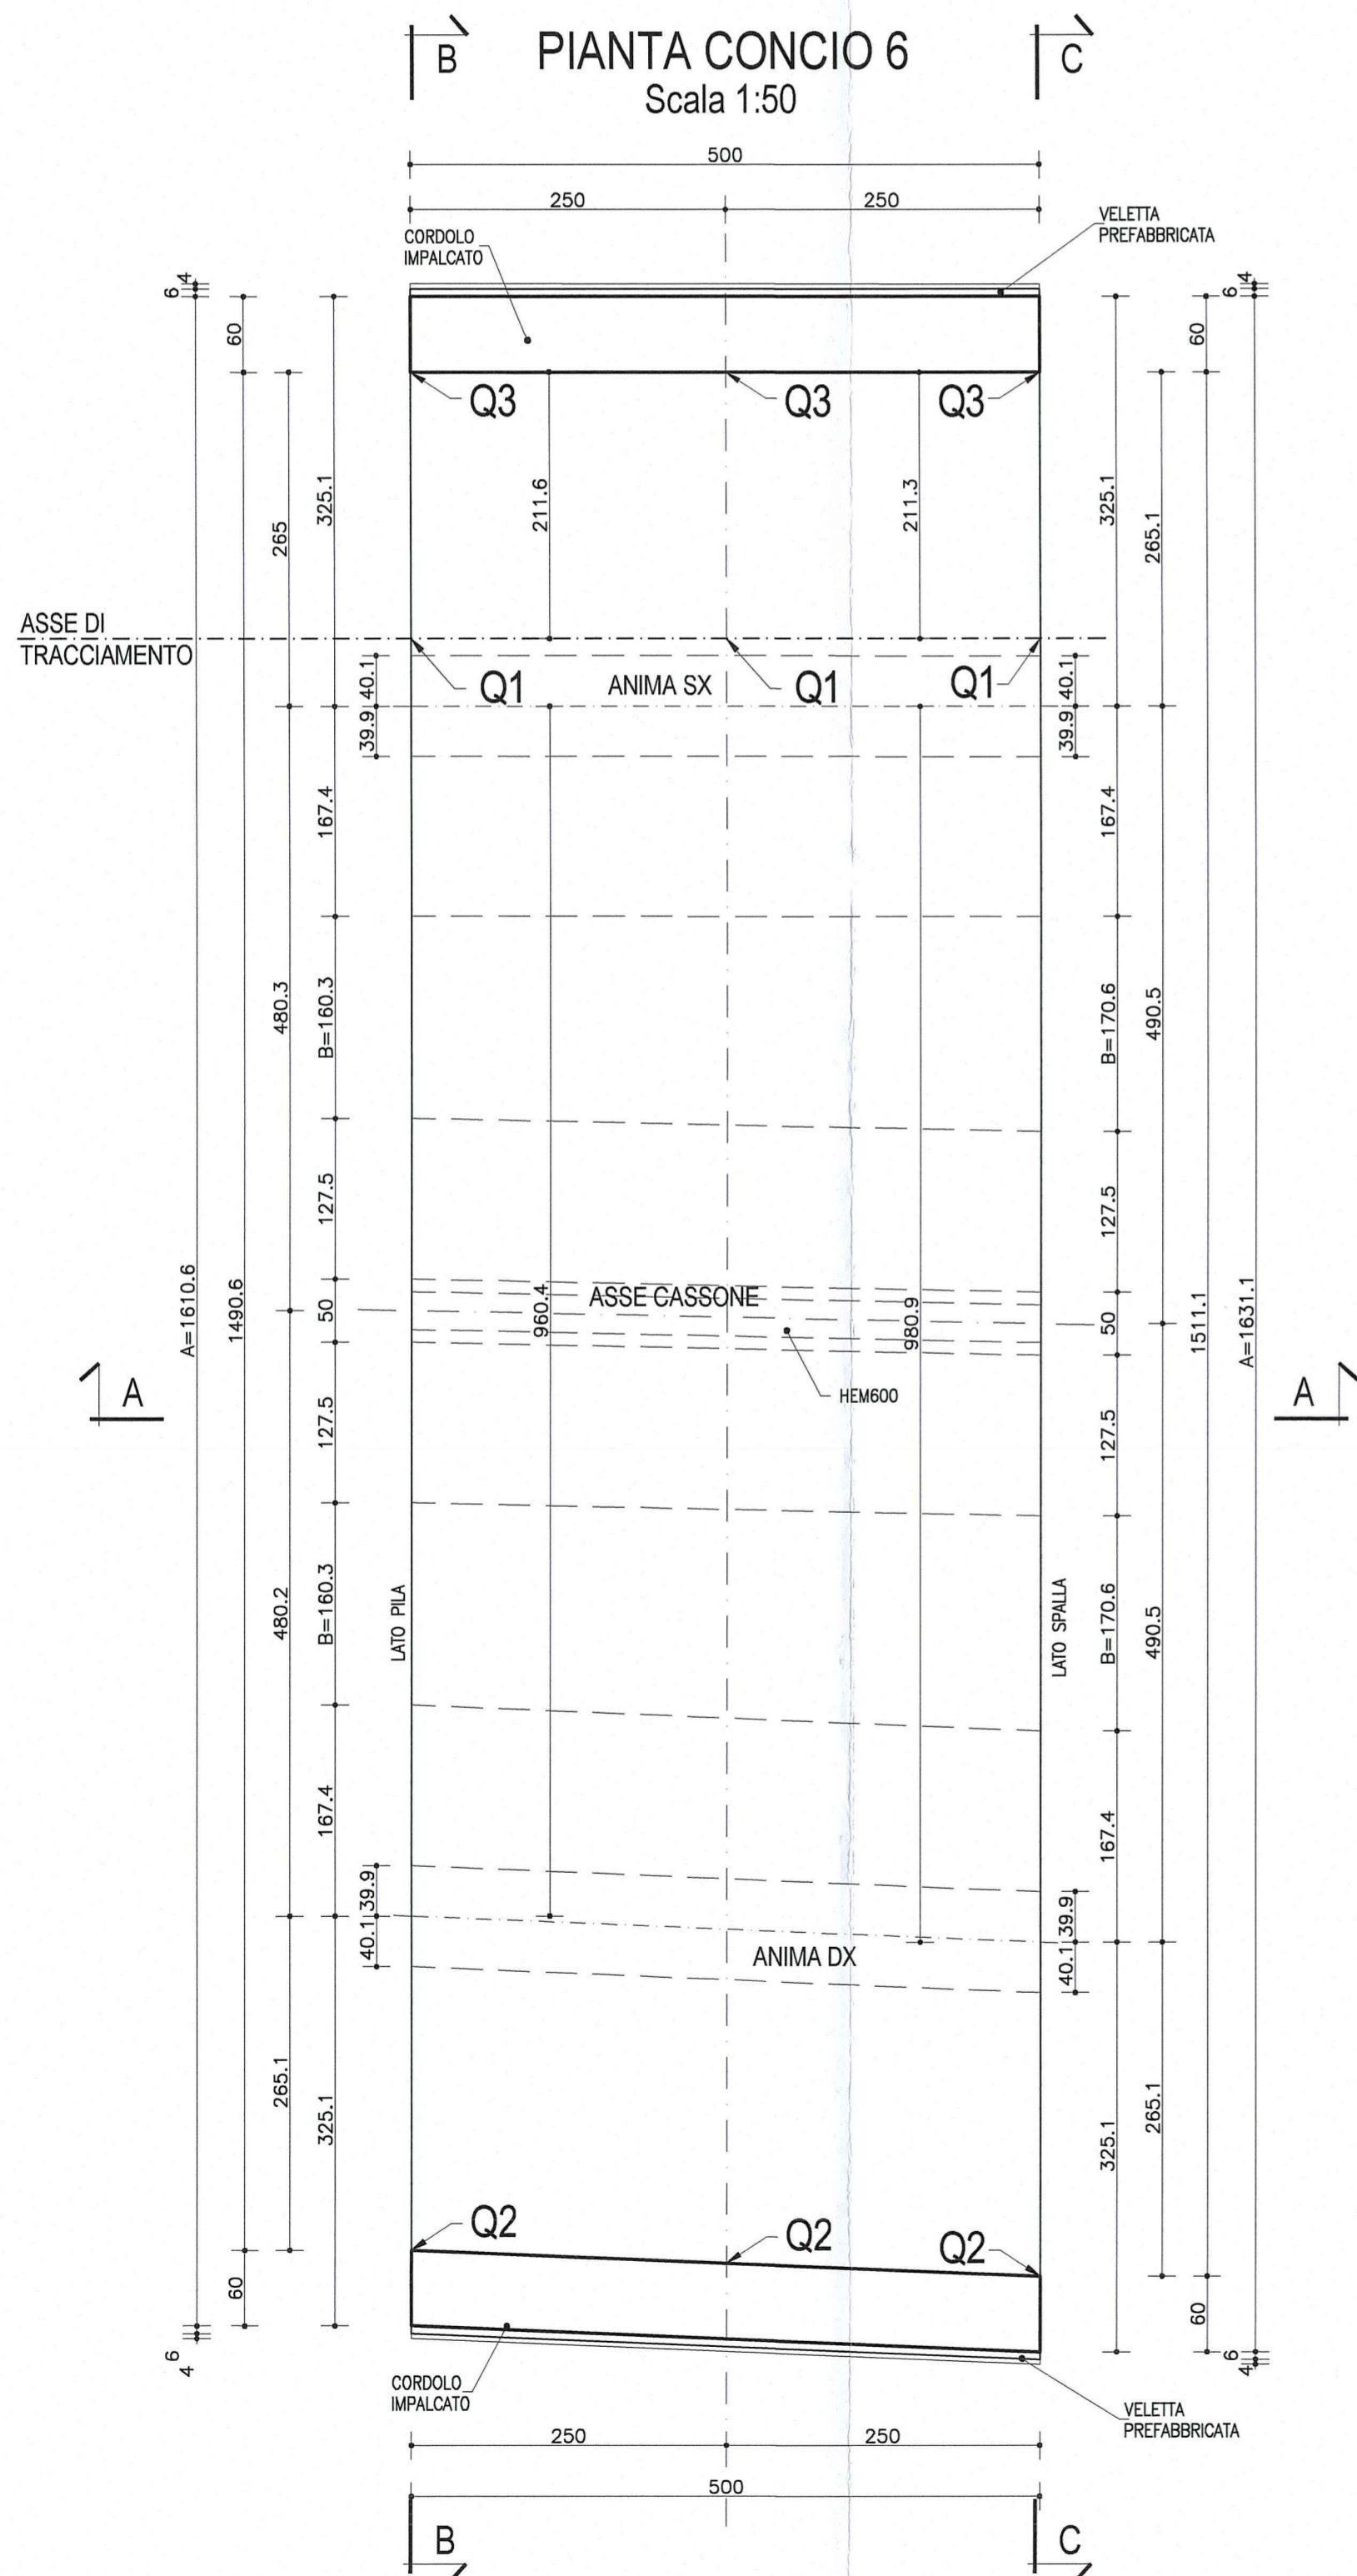 B
PIANTA CONCIO 6
C
Scala 1:50
500
250
250
CORDOLO
IMPALCATO
VELETTA
PREFABBRICATA
4
6
4
6
60
60
Q3
Q3
Q3
265
325.1
211.6
211.3
325.1
265.1
ASSE DI
TRACCIAMENTO
40.1
Q1
ANIMA SX
Q1
Q1
40.1
39.9
39.9
167.4
167.4
480.3
B=160.3
B=170.6
490.5
127.5
127.5
A=1610.6
1490.6
50
960.4
ASSE CASSONE
980.9
50
1511.1
A=1631.1
A
HEM600
A
127.5
127.5
480.2
B=160.3
LATO PILA
LATO SPALLA
B=170.6
490.5
167.4
167.4
39.9
39.9
40.1
ANIMA DX
40.1
265.1
325.1
325.1
265.1
Q2
Q2
Q2
60
60
6
4
6
4
CORDOLO
IMPALCATO
VELETTA
PREFABBRICATA
250
250
500
B
C